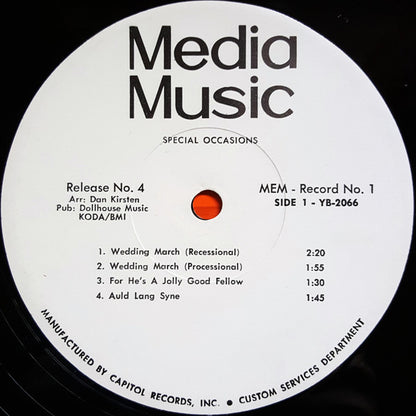 Media
Music
SPECIAL OCCASIONS
Release No. 4
Arr: Dan Kirsten
Pub: Dollhouse Music
KODA/BMI
MEM - Record No. 1
SIDE 1 - YB-2066
1. Wedding March (Recessional) 2:20
2. Wedding March (Processional) 1:55
3. For He's A Jolly Good Fellow 1:30
4. Auld Lang Syne 1:45
MANUFACTURED BY CAPITOL RECORDS, INC. ● CUSTOM SERVICES DEPARTMENT